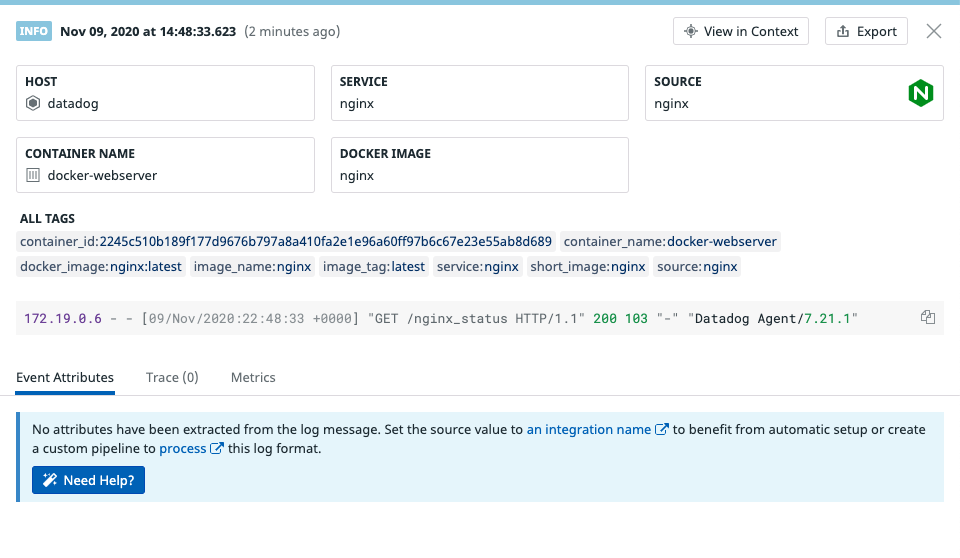 INFO Nov 09, 2020 at 14:48:33.623 (2 minutes ago) View in Context Export
HOST SERVICE SOURCE
datadog nginx nginx N
CONTAINER NAME DOCKER IMAGE
docker-webserver nginx
ALL TAGS
container_id:2245c510b189f177d9676b797a8a410fa2e1e96a60ff97b6c67e23e55ab8d689 container_name:docker-webserver
docker_image:nginx:latest image_name:nginx image_tag:latest service:nginx short_image:nginx source:nginx
172.19.0.6 - - [09/Nov/2020:22:48:33 +0000] "GET /nginx_status HTTP/1.1" 200 103 "-" "Datadog Agent/7.21.1"
Event Attributes Trace (0) Metrics
No attributes have been extracted from the log message. Set the source value to an integration name to benefit from automatic setup or create
a custom pipeline to process this log format.
Need Help?